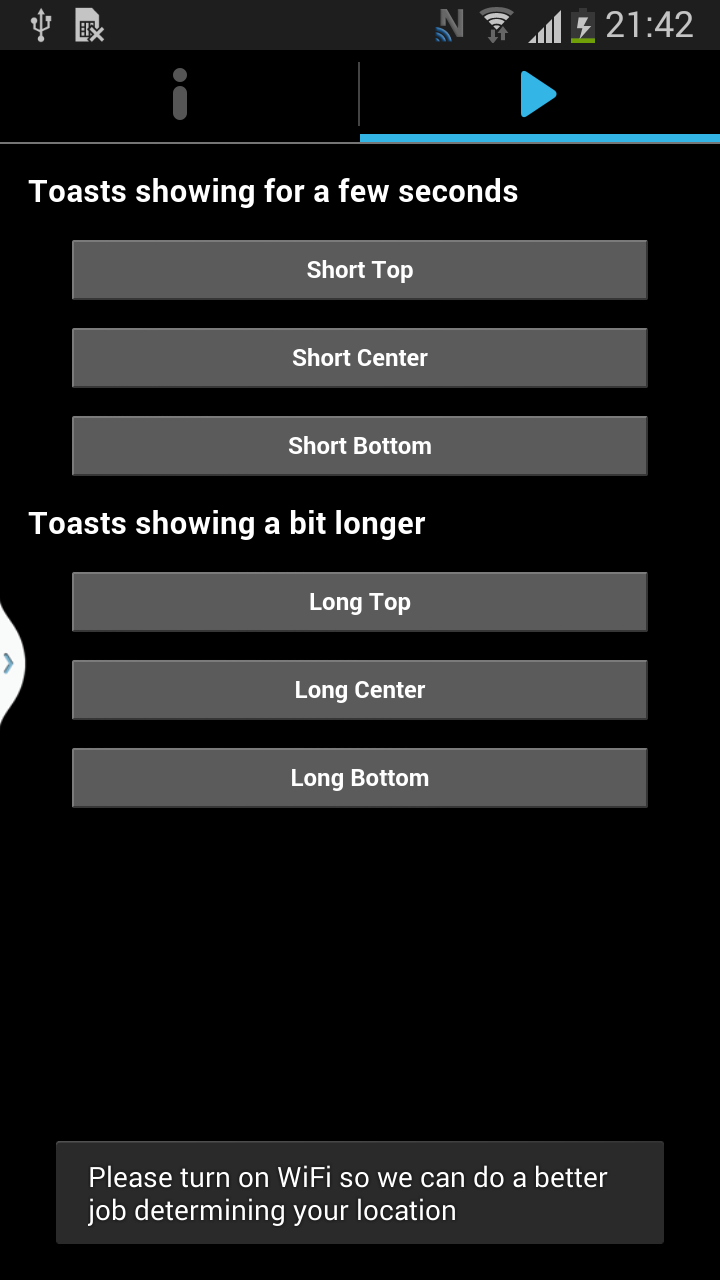 21:42
Toasts showing for a few seconds
Short Top
Short Center
Short Bottom
Toasts showing a bit longer
Long Top
Long Center
Long Bottom
Please turn on WiFi so we can do a better
job determining your location